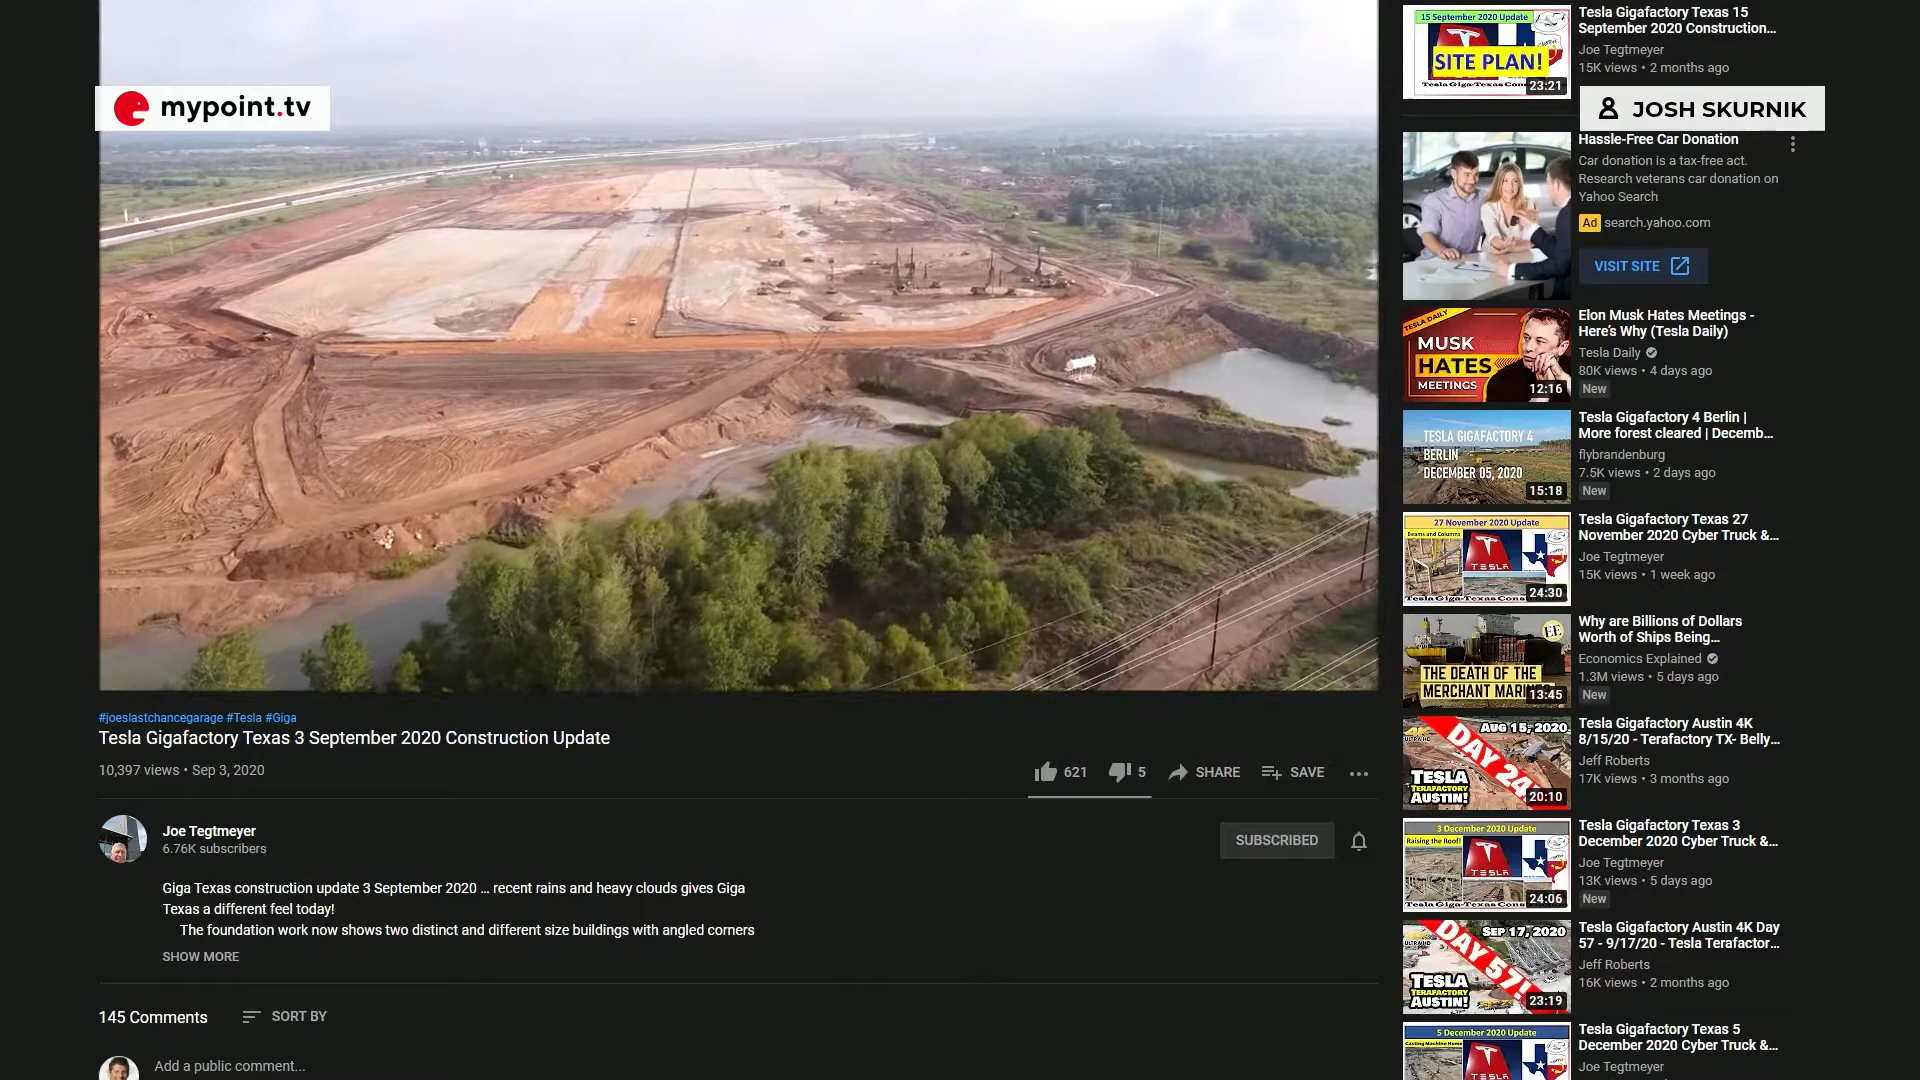 mypoint.tv
JOSH SKURNIK
#joeslastchancegarage #Tesla #Giga
Tesla Gigafactory Texas 3 September 2020 Construction Update
10,397 views • Sep 3, 2020
621
5
SHARE
SAVE
Joe Tegtmeyer
6.76K subscribers
SUBSCRIBED
Giga Texas construction update 3 September 2020 ... recent rains and heavy clouds gives Giga
Texas a different feel today!
The foundation work now shows two distinct and different size buildings with angled corners
SHOW MORE
145 Comments
SORT BY
Add a public comment...
15 September 2020 Update
SITE PLAN!
23:21
Tesla Gigafactory Texas 15
September 2020 Construction...
Joe Tegtmeyer
15K views • 2 months ago
Hassle-Free Car Donation
Car donation is a tax-free act.
Research veterans car donation on
Yahoo Search
Ad search.yahoo.com
VISIT SITE
TESLA DAILY
MUSK
HATES
MEETINGS
12:16
Elon Musk Hates Meetings -
Here's Why (Tesla Daily)
Tesla Daily
80K views • 4 days ago
New
TESLA GIGAFACTORY 4
BERLIN
DECEMBER 05, 2020
15:18
Tesla Gigafactory 4 Berlin |
More forest cleared | Decemb...
flybrandenburg
7.5K views • 2 days ago
New
27 November 2020 Update
Beams and Columns
TESLA
24:30
Tesla Gigafactory Texas 27
November 2020 Cyber Truck &...
Joe Tegtmeyer
15K views • 1 week ago
EE
THE DEATH OF THE
MERCHANT
13:45
Why are Billions of Dollars
Worth of Ships Being...
Economics Explained
1.3M views • 5 days ago
New
AUG 15, 2020
4K
ULTRA HD
DAY 24
TESLA
TERAFACTORY
AUSTIN!
20:10
Tesla Gigafactory Austin 4K
8/15/20 - Terafactory TX- Belly...
Jeff Roberts
17K views • 3 months ago
3 December 2020 Update
Raising the Roof!
TESLA
24:06
Tesla Gigafactory Texas 3
December 2020 Cyber Truck &...
Joe Tegtmeyer
13K views • 5 days ago
New
SEP 17, 2020
ULTRA HD
DAY 57!
TESLA
TERAFACTORY
AUSTIN!
23:19
Tesla Gigafactory Austin 4K Day
57 - 9/17/20 - Tesla Terafactor...
Jeff Roberts
16K views • 2 months ago
5 December 2020 Update
Tesla Gigafactory Texas 5
December 2020 Cyber Truck &...
Joe Tegtmeyer